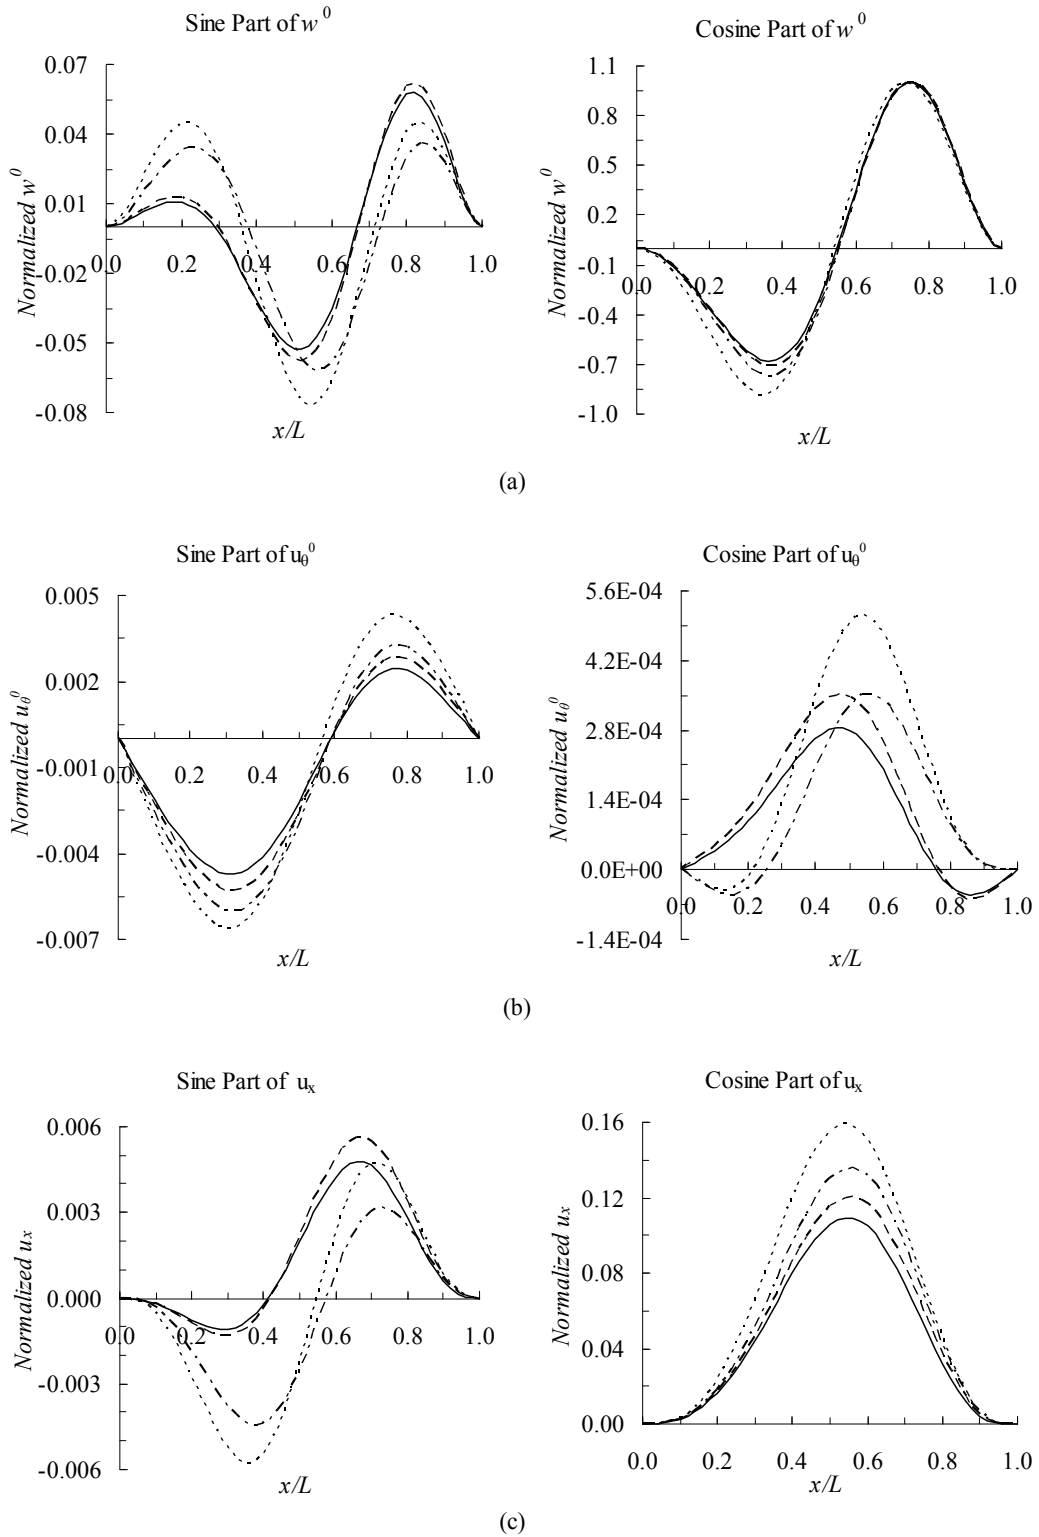 Sine Part of w⁰
Cosine Part of w⁰
Normalized w⁰
0.07
0.04
0.01
-0.02
-0.05
-0.08
0.0 0.2 0.4 0.6 0.8 1.0
x/L
Normalized w⁰
1.1
0.8
0.5
0.2
-0.1
-0.4
-0.7
-1.0
0.0 0.2 0.4 0.6 0.8 1.0
x/L
(a)
Sine Part of uθ⁰
Cosine Part of uθ⁰
Normalized uθ⁰
0.005
0.002
-0.001
-0.004
-0.007
0.0 0.2 0.4 0.6 0.8 1.0
x/L
Normalized uθ⁰
5.6E-04
4.2E-04
2.8E-04
1.4E-04
0.0E+00
-1.4E-04
0.0 0.2 0.4 0.6 0.8 1.0
x/L
(b)
Sine Part of uₓ
Cosine Part of uₓ
Normalized uₓ
0.006
0.003
0.000
-0.003
-0.006
0.0 0.2 0.4 0.6 0.8 1.0
x/L
Normalized uₓ
0.16
0.12
0.08
0.04
0.00
0.0 0.2 0.4 0.6 0.8 1.0
x/L
(c)